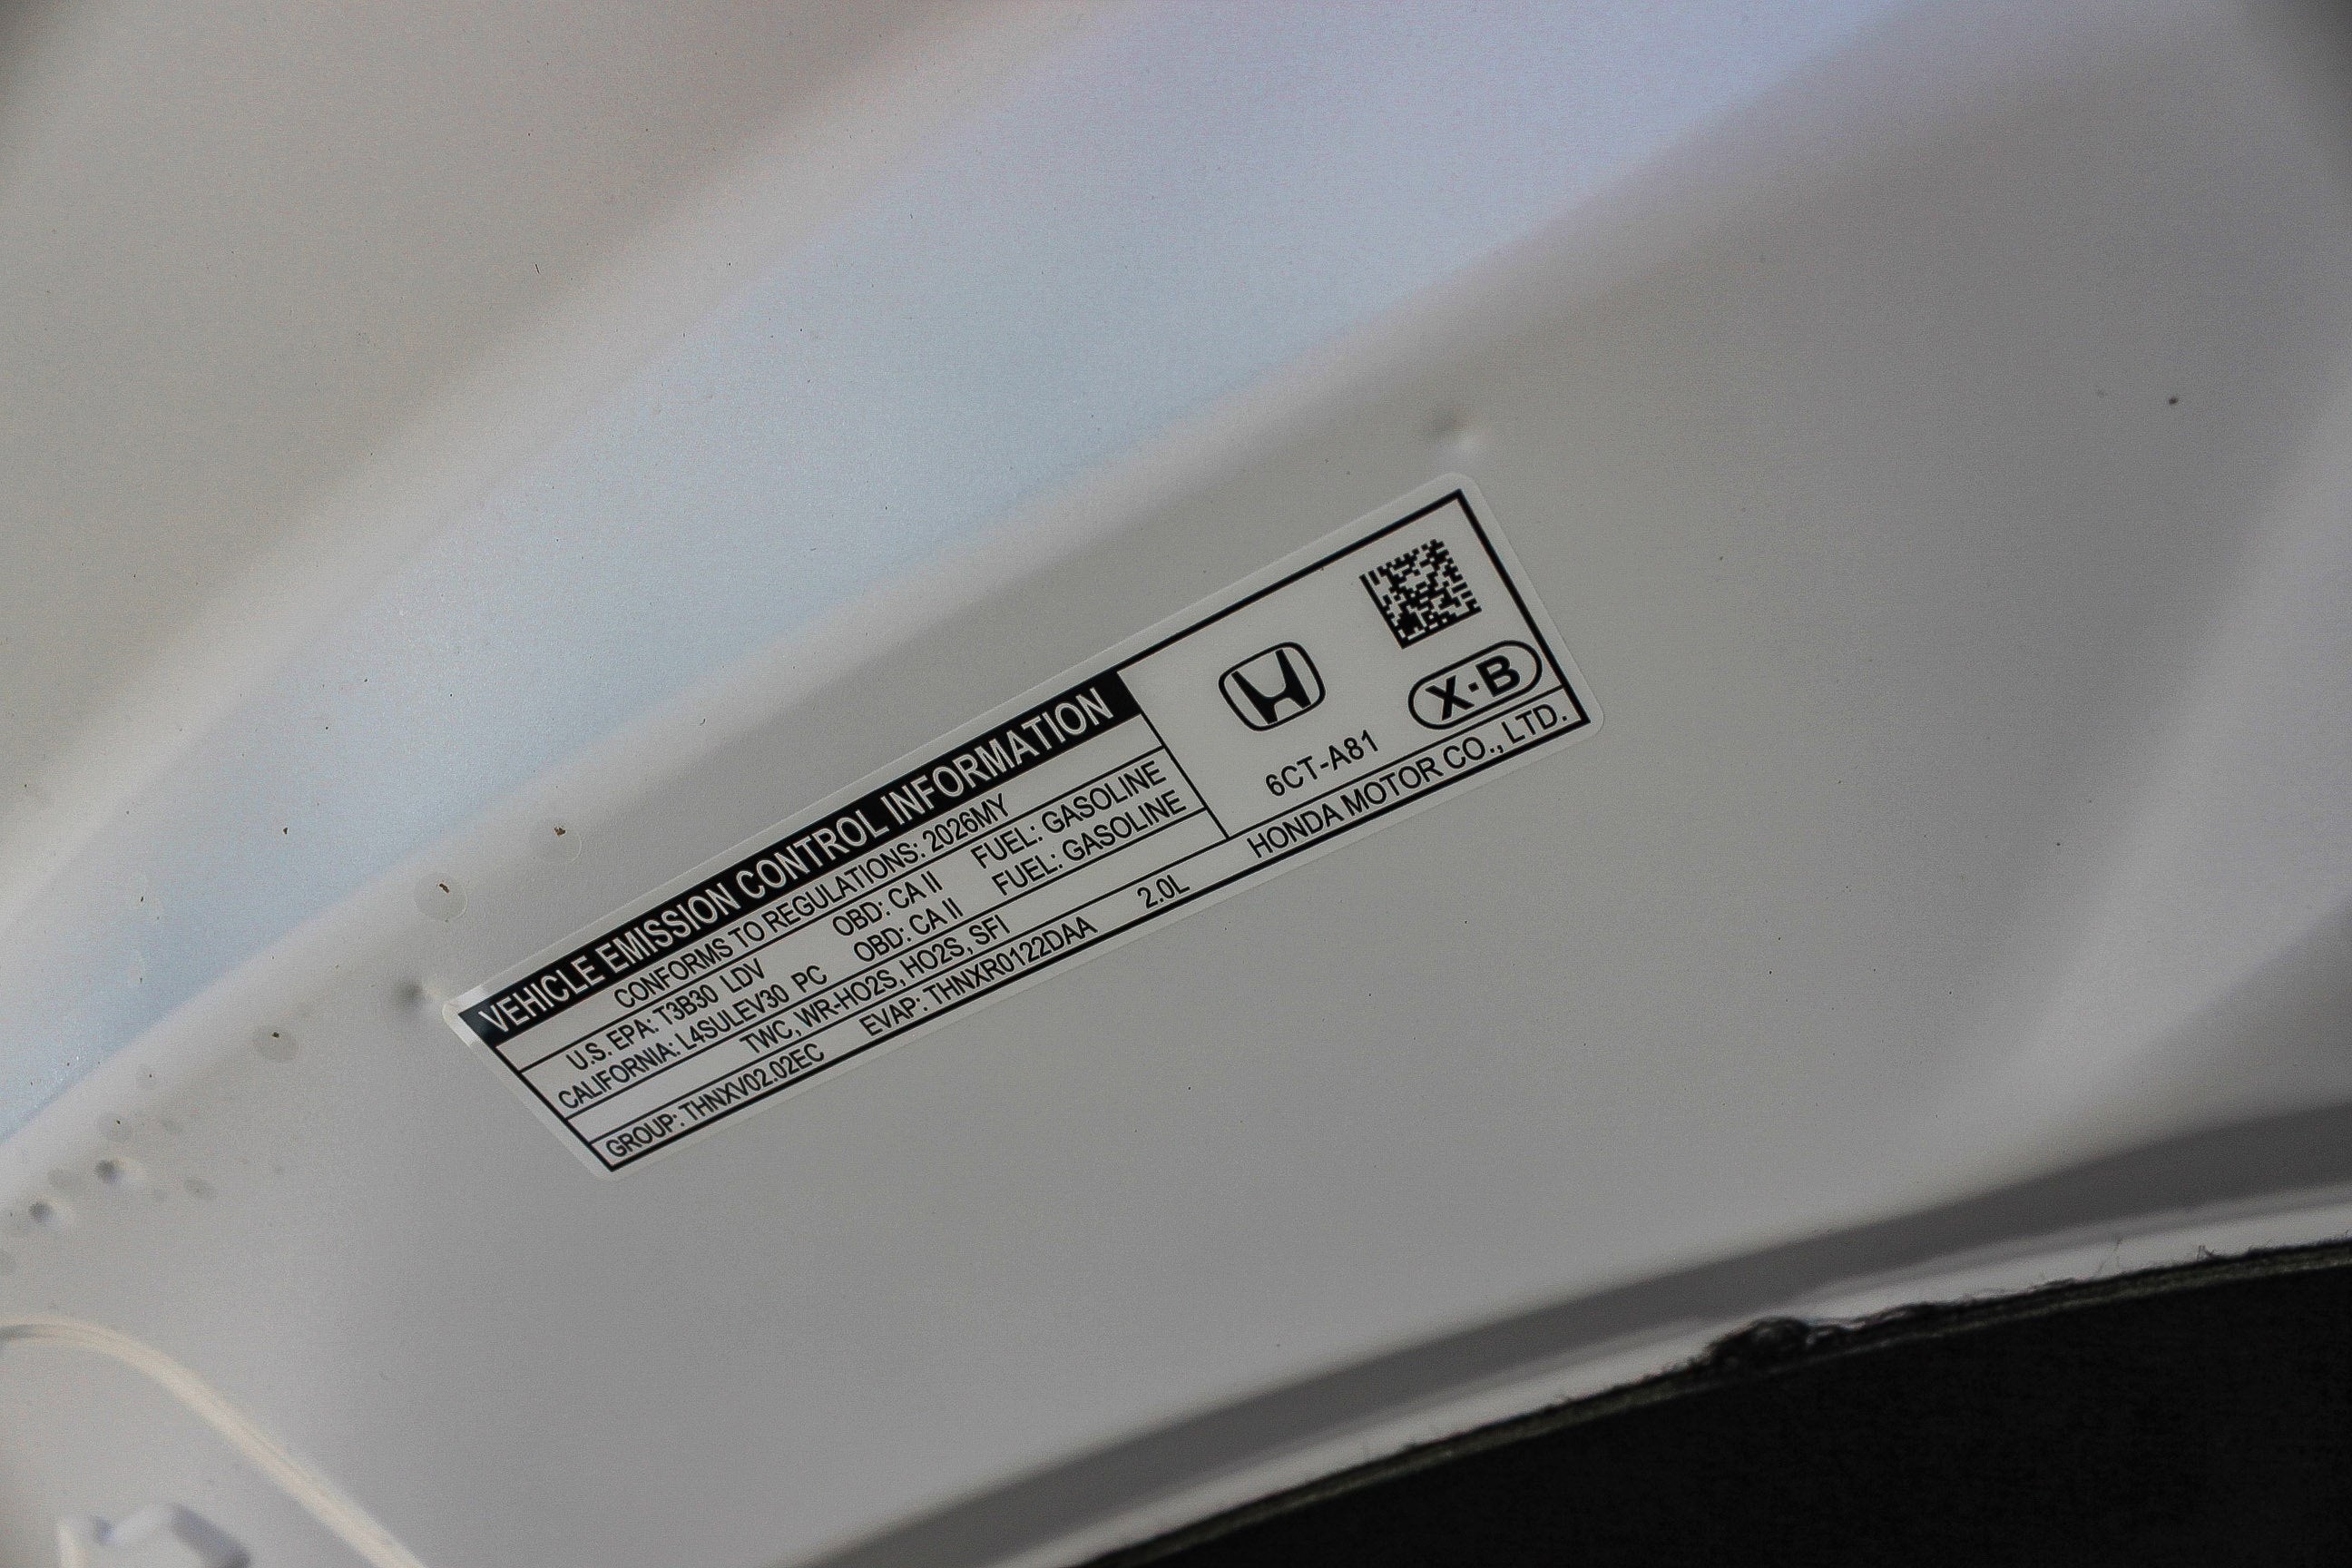 VEHICLE EMISSION CONTROL INFORMATION
CONFORMS TO REGULATIONS: 2026MY
U.S. EPA: T3B30 LDV OBD: CA II FUEL: GASOLINE
CALIFORNIA: L4SULEV30 PC OBD: CA II FUEL: GASOLINE
TWC, WR-HO2S, HO2S, SFI
GROUP: THNXV02.02EC EVAP: THNXR0122DAA 2.0L
6CT-A81
X·B
HONDA MOTOR CO., LTD.